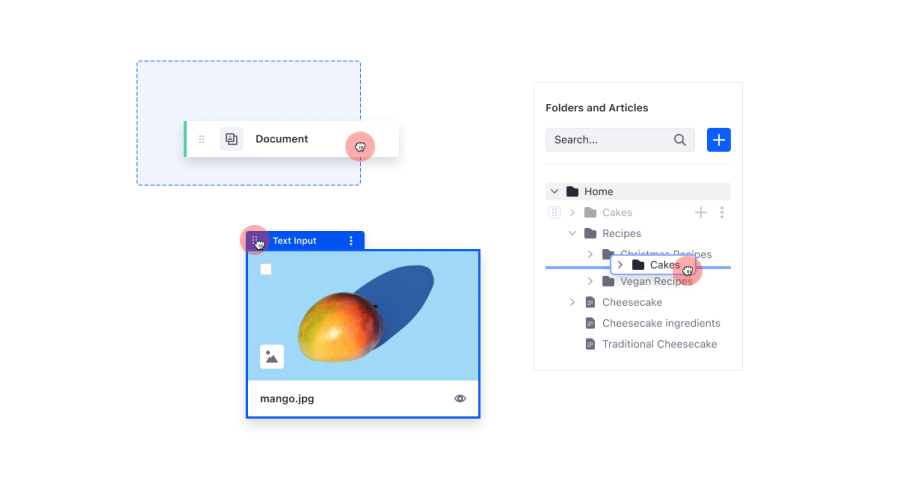 Document
Text Input
mango.jpg
Folders and Articles
Search...
Home
Cakes
Recipes
Christmas Recipes
Cakes
Vegan Recipes
Cheesecake
Cheesecake ingredients
Traditional Cheesecake